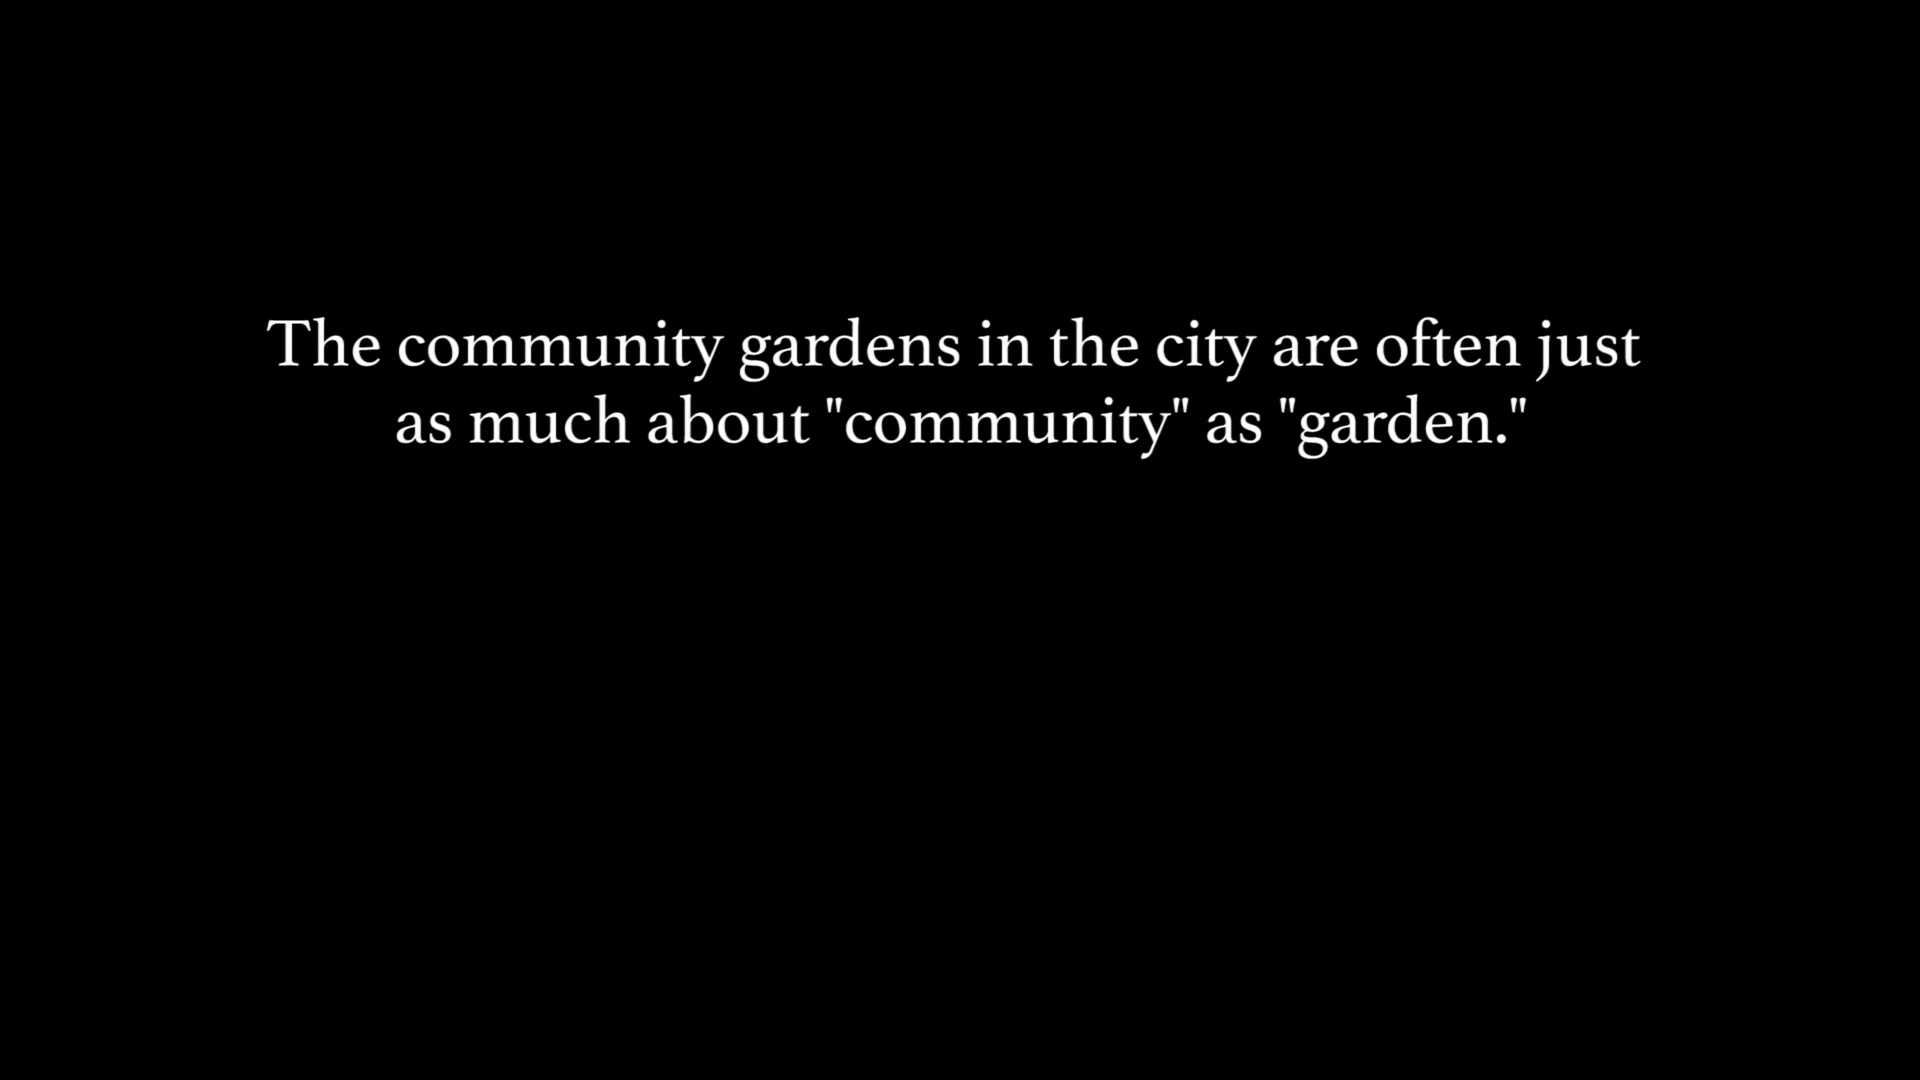 The community gardens in the city are often just
as much about "community" as "garden."